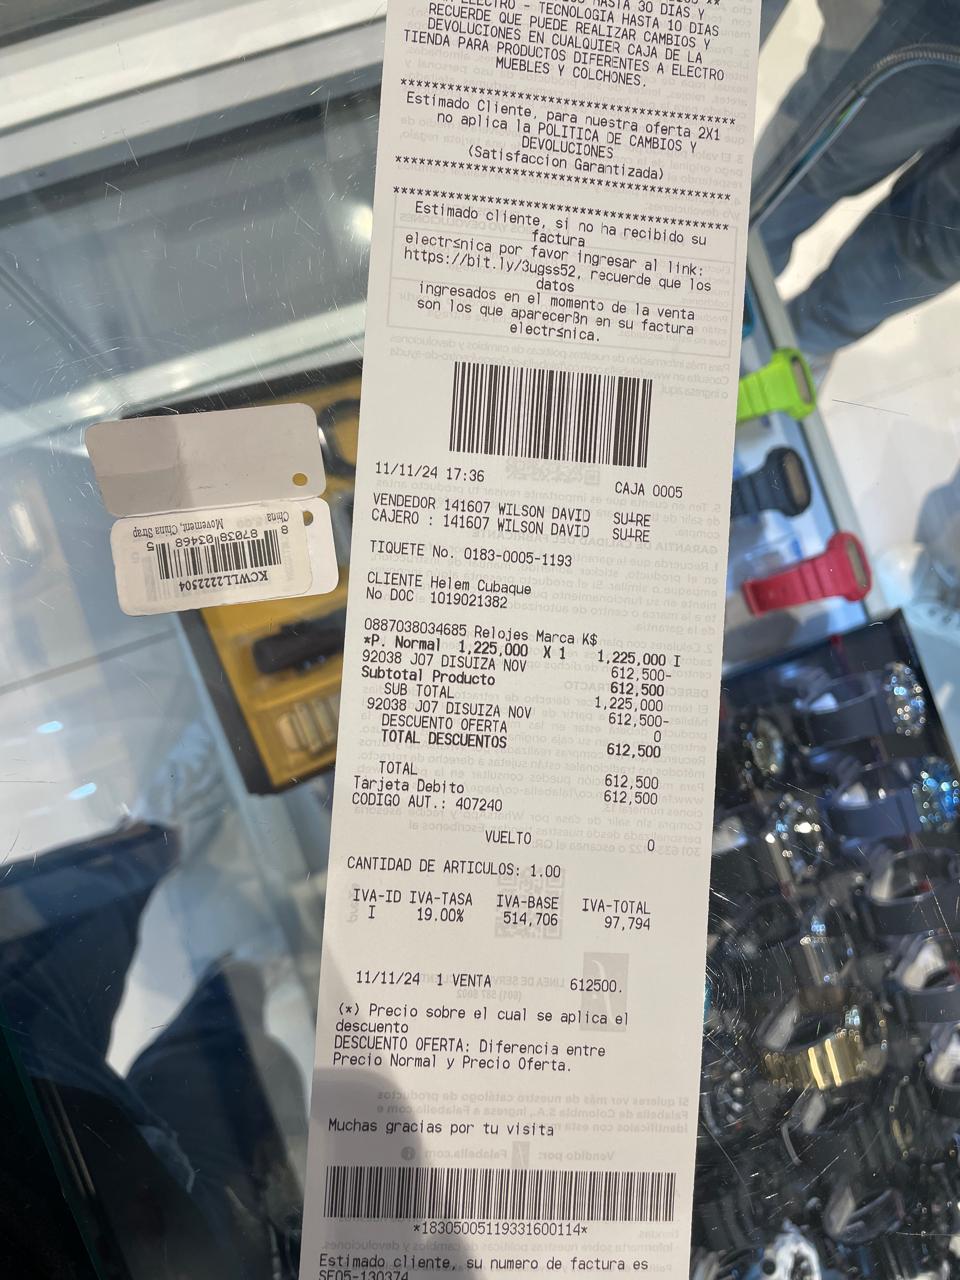 HASTA 30 DIAS Y
ELECTRO - TECNOLOGIA HASTA 10 DIAS
RECUERDE QUE PUEDE REALIZAR CAMBIOS Y
DEVOLUCIONES EN CUALQUIER CAJA DE LA
TIENDA PARA PRODUCTOS DIFERENTES A ELECTRO
MUEBLES Y COLCHONES.
******************************************
Estimado Cliente, para nuestra oferta 2X1
no aplica la POLITICA DE CAMBIOS Y
DEVOLUCIONES
(Satisfaccion Garantizada)
******************************************
******************************************
Estimado cliente, si no ha recibido su
factura
electr≤nica por favor ingresar al link:
https://bit.ly/3ugss52, recuerde que los
datos
ingresados en el momento de la venta
son los que aparecerßn en su factura
electr≤nica.
11/11/24 17:36 CAJA 0005
VENDEDOR 141607 WILSON DAVID SU╜RE
CAJERO : 141607 WILSON DAVID SU╜RE
TIQUETE No. 0183-0005-1193
CLIENTE Helem Cubaque
No DOC 1019021382
0887038034685 Relojes Marca K$
*P. Normal 1,225,000 X 1 1,225,000 I
92038 J07 DISUIZA NOV 612,500-
Subtotal Producto 612,500
SUB TOTAL 1,225,000
92038 J07 DISUIZA NOV 612,500-
DESCUENTO OFERTA 0
TOTAL DESCUENTOS 612,500
TOTAL 612,500
Tarjeta Debito 612,500
CODIGO AUT.: 407240
VUELTO 0
CANTIDAD DE ARTICULOS: 1.00
IVA-ID IVA-TASA IVA-BASE IVA-TOTAL
I 19.00% 514,706 97,794
11/11/24 1 VENTA 612500.
(*) Precio sobre el cual se aplica el
descuento
DESCUENTO OFERTA: Diferencia entre
Precio Normal y Precio Oferta.
Muchas gracias por tu visita
*18305005119331600114*
Estimado cliente, su numero de factura es
SF05-130374
KCWLL2222304
8 87038 03468 5
Movement, China Strap
China